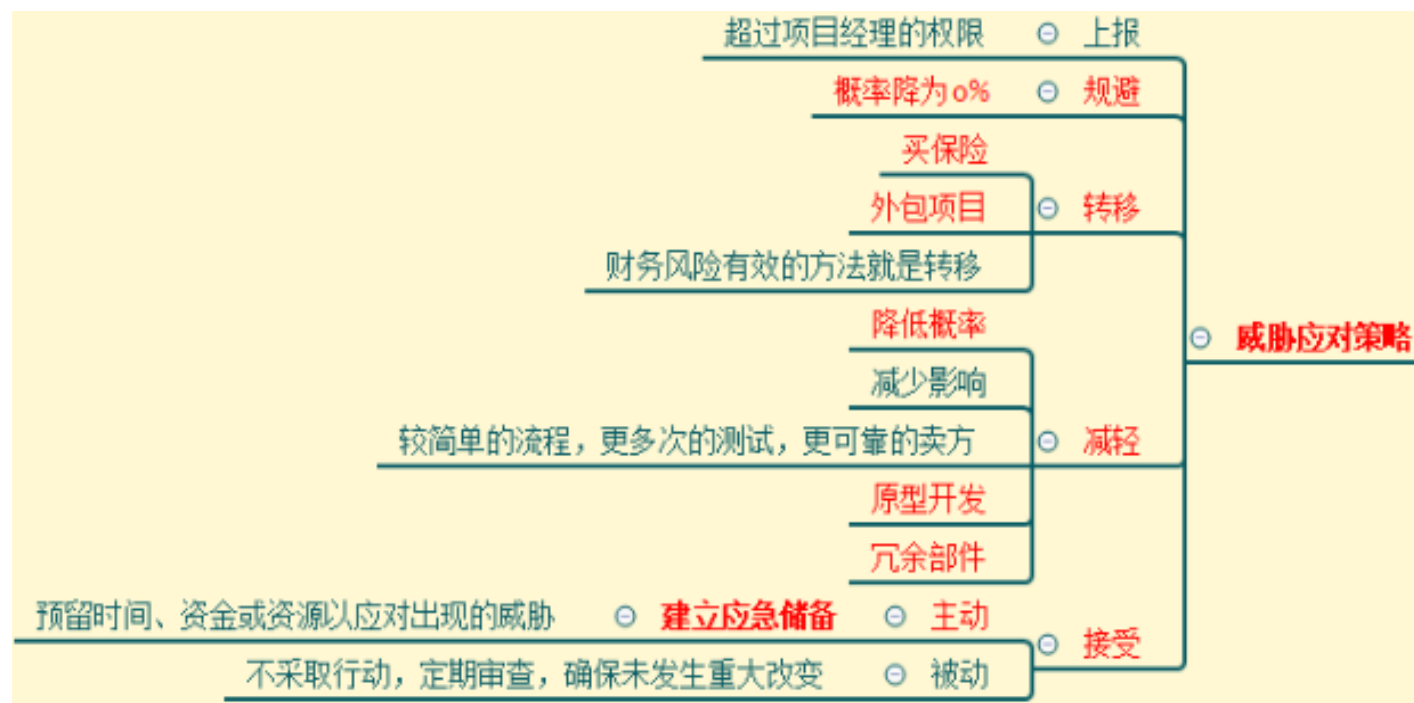 超过项目经理的权限 上报
概率降为o% 规避
买保险
外包项目 转移
财务风险有效的方法就是转移
降低概率
威胁应对策略
减少影响
较简单的流程，更多次的测试，更可靠的卖方 减轻
原型开发
冗余部件
预留时间、资金或资源以应对出现的威胁 建立应急储备 主动
接受
不采取行动，定期审查，确保未发生重大改变 被动